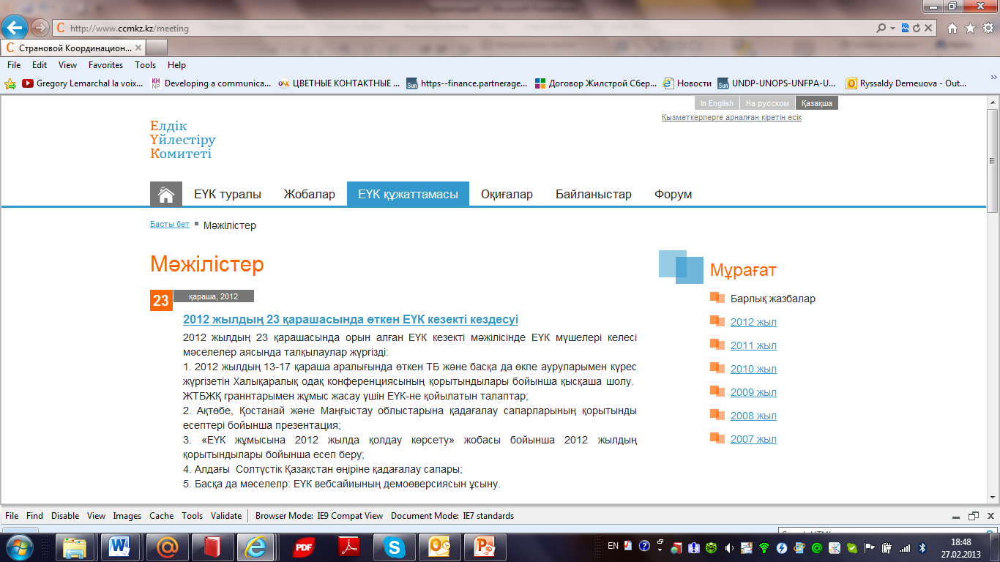 http://www.ccmkz.kz/meeting
Страновой Координацион...
File Edit View Favorites Tools Help
Gregory Lemarchal la voix... Developing a communica... ЦВЕТНЫЕ КОНТАКТНЫЕ ... https--finance.partnerage... Договор Жилстрой Сбер... Новости UNDP-UNOPS-UNFPA-U... Ryssaldy Demeuova - Out...
In English На русском Қазақша
Қызметкерлерге арналған кіретін есік
Елдік
Үйлестіру
Комитеті
ЕҮК туралы Жобалар ЕҮК құжаттамасы Оқиғалар Байланыстар Форум
Басты бет Мәжілістер
Мәжілістер
23 қараша, 2012
2012 жылдың 23 қарашасында өткен ЕҮК кезекті кездесуі
2012 жылдың 23 қарашасында орын алған ЕҮК кезекті мәжілісінде ЕҮК мүшелері келесі
мәселелер аясында талқылаулар жүргізді:
1. 2012 жылдың 13-17 қараша аралығында өткен ТБ және басқа да өкпе ауруларымен күрес
жүргізетін Халықаралық одақ конференциясының қорытындылары бойынша қысқаша шолу.
ЖТБЖҚ граннтарымен жұмыс жасау үшін ЕҮК-не қойылатын талаптар;
2. Ақтөбе, Қостанай және Маңғыстау облыстарына қадағалау сапарларының қорытынды
есептері бойынша презентация;
3. «ЕҮК жұмысына 2012 жылда қолдау көрсету» жобасы бойынша 2012 жылдың
қорытындылары бойынша есеп беру;
4. Алдағы Солтүстік Қазақстан өңіріне қадағалау сапары;
5. Басқа да мәселелр: ЕҮК вебсайиының демоөверсиясын ұсыну.
Мұрағат
Барлық жазбалар
2012 жыл
2011 жыл
2010 жыл
2009 жыл
2008 жыл
2007 жыл
File Find Disable View Images Cache Tools Validate Browser Mode: IE9 Compat View Document Mode: IE7 standards
EN
18:48
27.02.2013